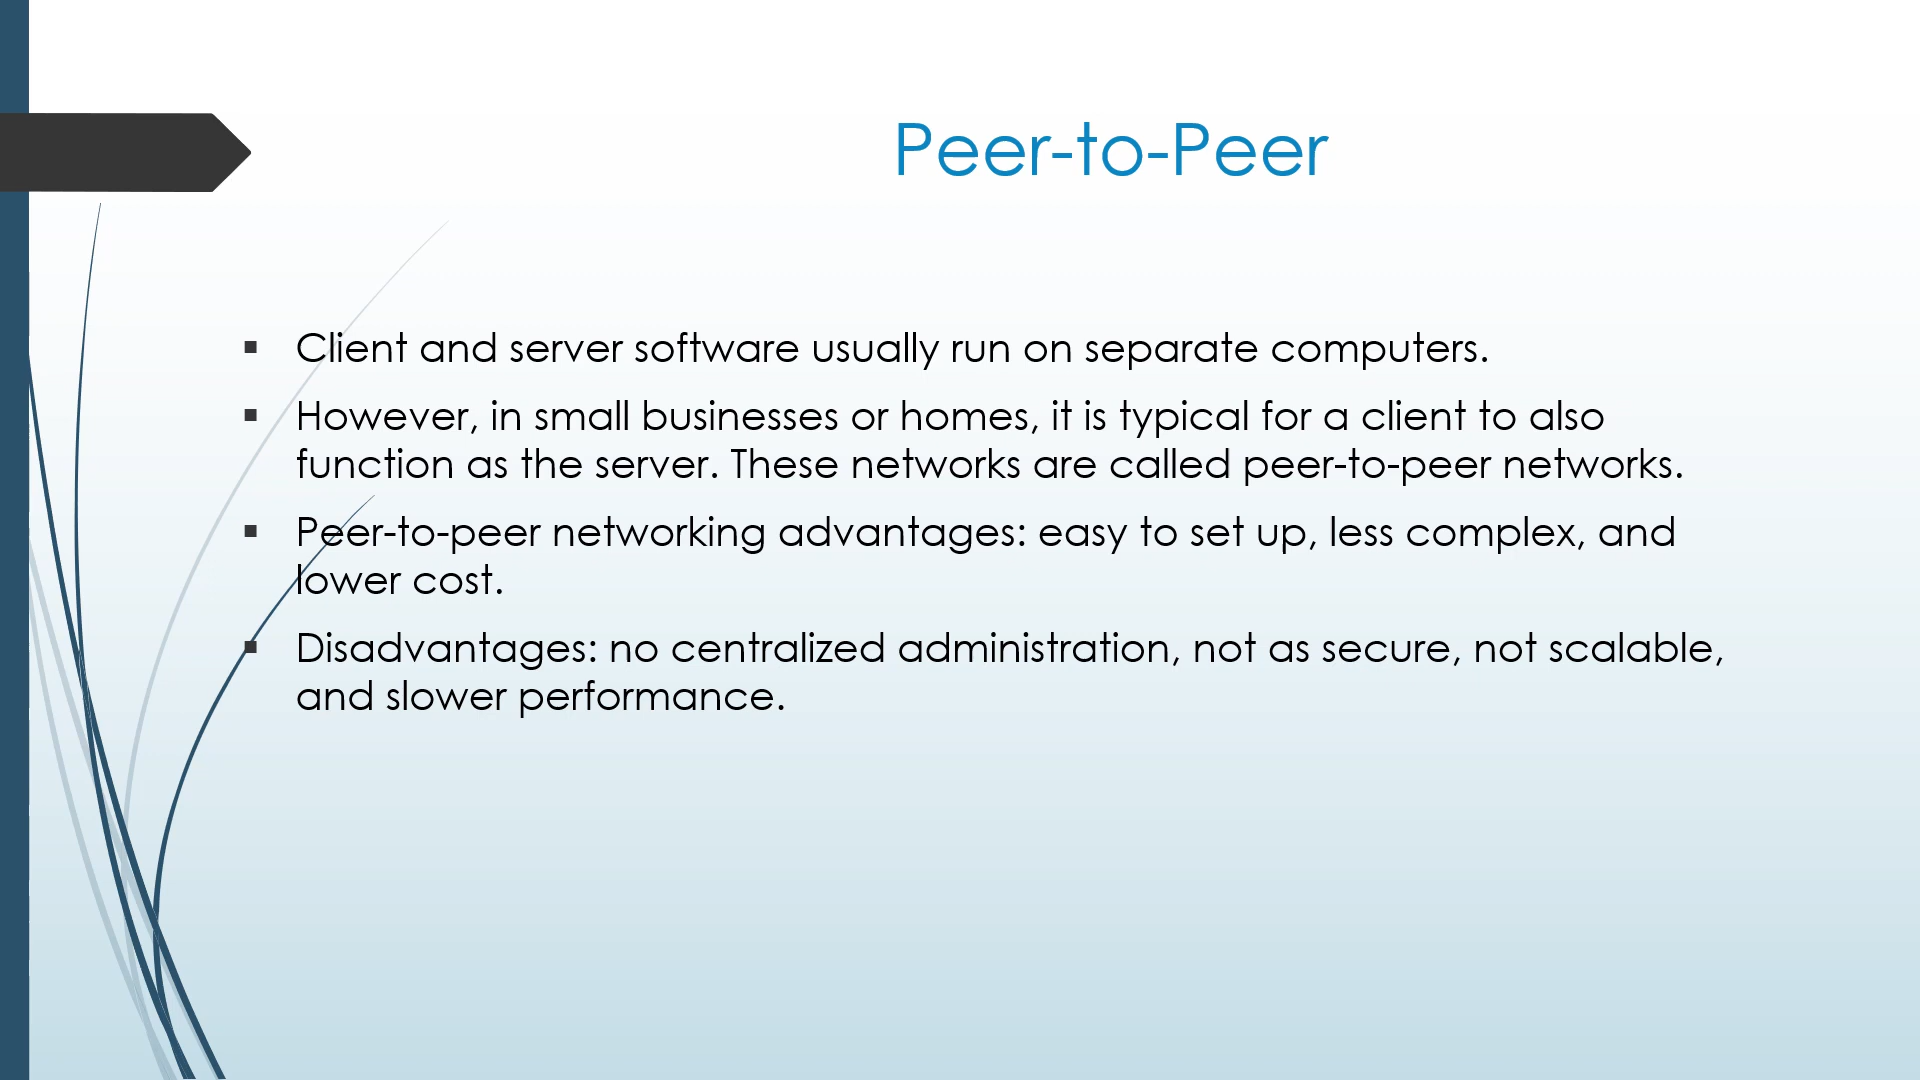 Peer-to-Peer
▪ Client and server software usually run on separate computers.
▪ However, in small businesses or homes, it is typical for a client to also
function as the server. These networks are called peer-to-peer networks.
▪ Peer-to-peer networking advantages: easy to set up, less complex, and
lower cost.
▪ Disadvantages: no centralized administration, not as secure, not scalable,
and slower performance.